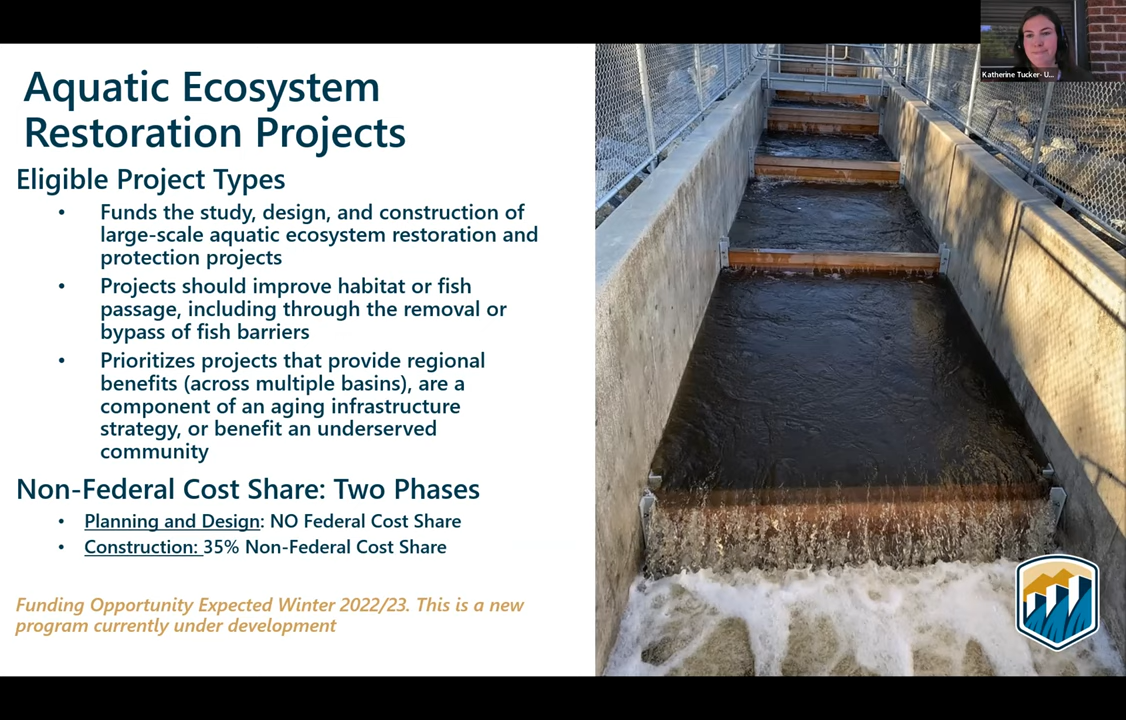 Aquatic Ecosystem
Restoration Projects
Eligible Project Types
• Funds the study, design, and construction of
large-scale aquatic ecosystem restoration and
protection projects
• Projects should improve habitat or fish
passage, including through the removal or
bypass of fish barriers
• Prioritizes projects that provide regional
benefits (across multiple basins), are a
component of an aging infrastructure
strategy, or benefit an underserved
community
Non-Federal Cost Share: Two Phases
• Planning and Design: NO Federal Cost Share
• Construction: 35% Non-Federal Cost Share
Funding Opportunity Expected Winter 2022/23. This is a new
program currently under development
Katherine Tucker- U...